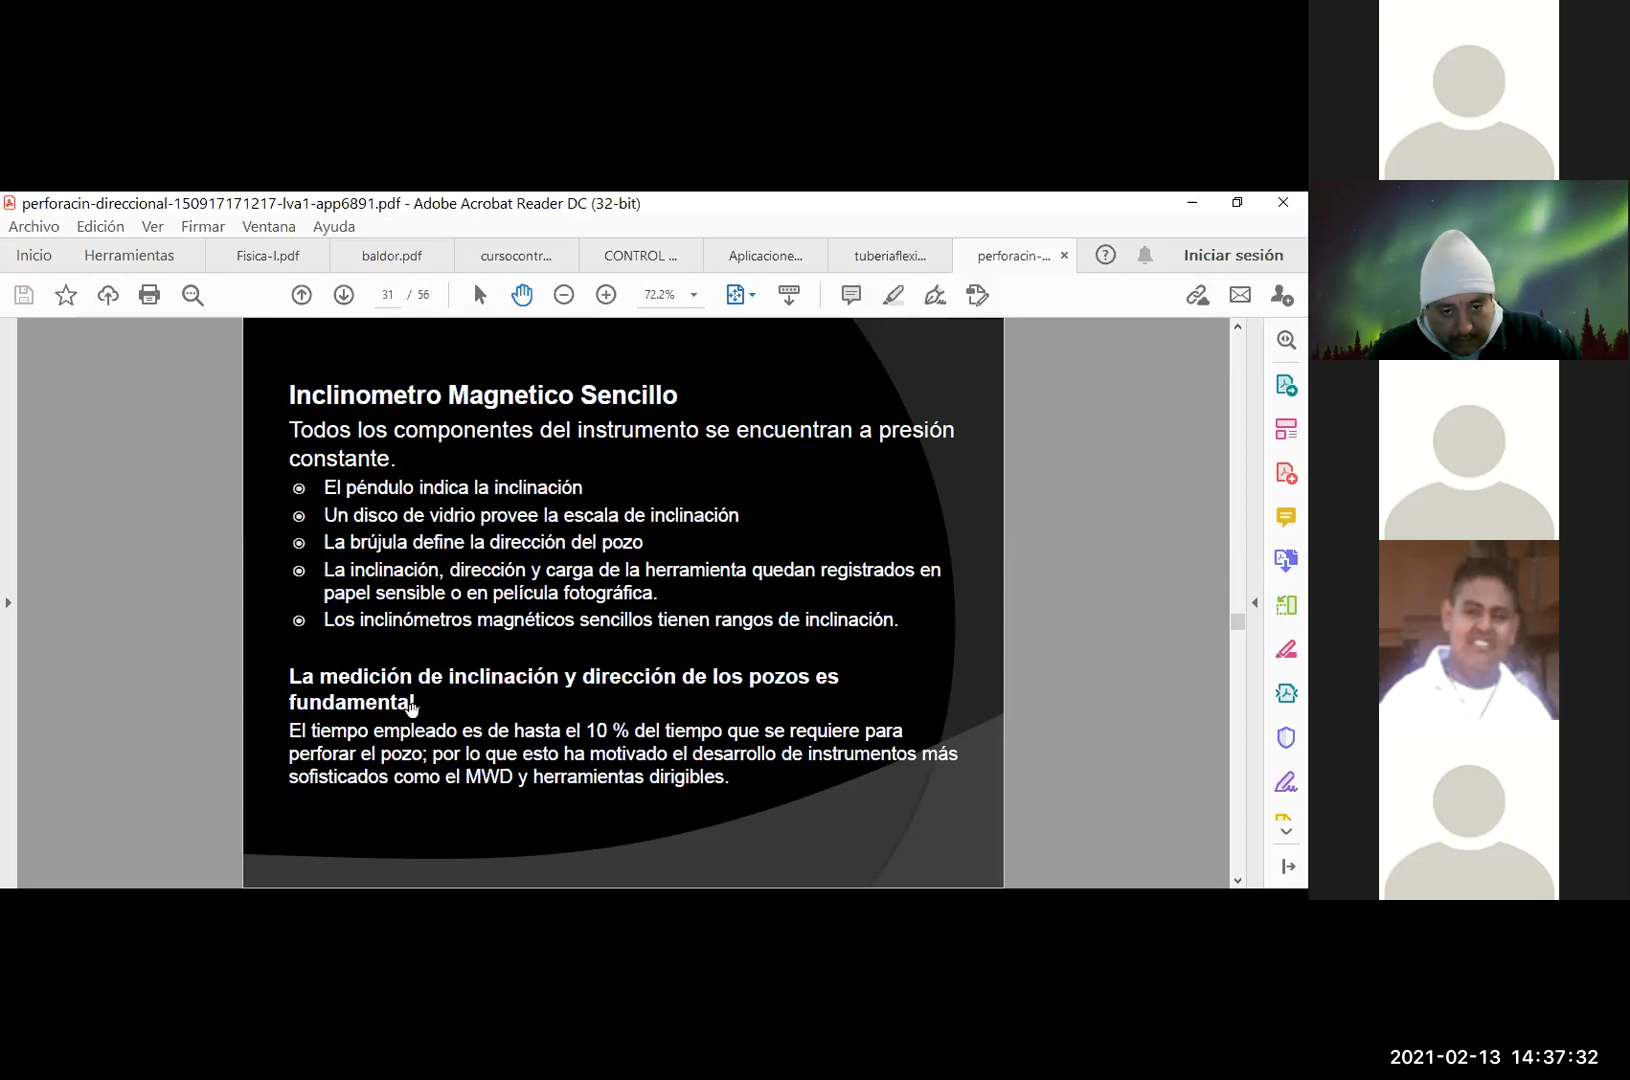 perforacin-direccional-150917171217-lva1-app6891.pdf - Adobe Acrobat Reader DC (32-bit)
Archivo Edición Ver Firmar Ventana Ayuda
Inicio Herramientas Fisica-I.pdf baldor.pdf cursocontr... CONTROL ... Aplicacione... tuberiaflexi... perforacin-... Iniciar sesión
31 / 56 72.2%
Inclinometro Magnetico Sencillo
Todos los componentes del instrumento se encuentran a presión
constante.
El péndulo indica la inclinación
Un disco de vidrio provee la escala de inclinación
La brújula define la dirección del pozo
La inclinación, dirección y carga de la herramienta quedan registrados en
papel sensible o en película fotográfica.
Los inclinómetros magnéticos sencillos tienen rangos de inclinación.
La medición de inclinación y dirección de los pozos es
fundamental
El tiempo empleado es de hasta el 10 % del tiempo que se requiere para
perforar el pozo; por lo que esto ha motivado el desarrollo de instrumentos más
sofisticados como el MWD y herramientas dirigibles.
2021-02-13 14:37:32